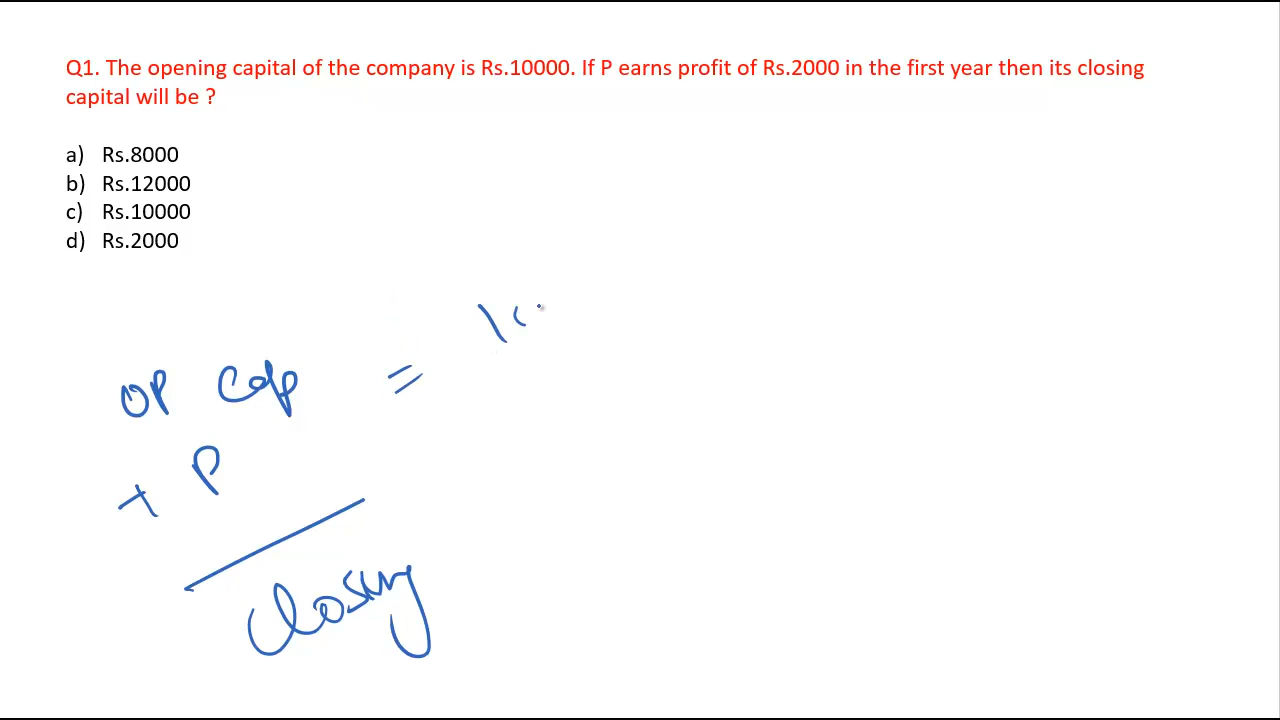 Q1. The opening capital of the company is Rs.10000. If P earns profit of Rs.2000 in the first year then its closing
capital will be ?
a) Rs.8000
b) Rs.12000
c) Rs.10000
d) Rs.2000
OP Cap =
+ P
Closing